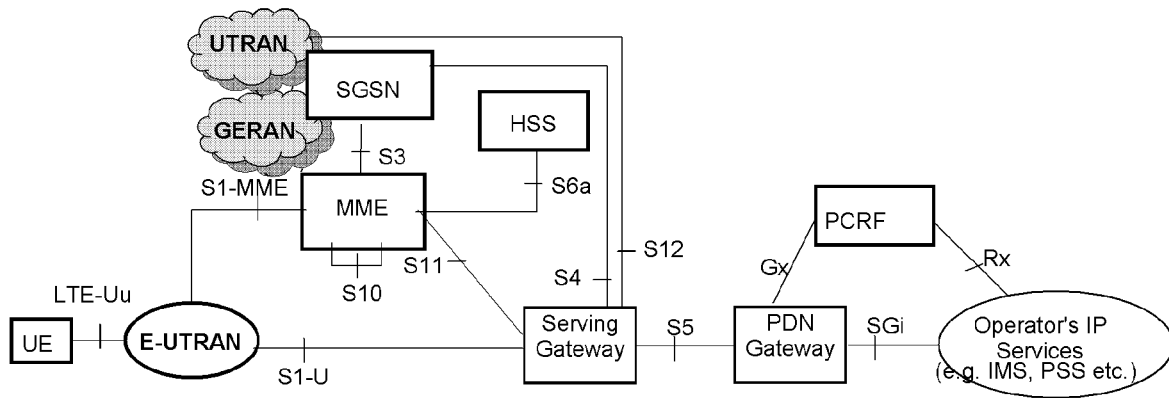 UTRAN
SGSN
GERAN
HSS
S3
S1-MME
S6a
MME
PCRF
S11
S12
Gx
Rx
S4
S10
LTE-Uu
UE
E-UTRAN
Serving
Gateway
S5
PDN
Gateway
SGi
Operator's IP
Services
(e.g. IMS, PSS etc.)
S1-U